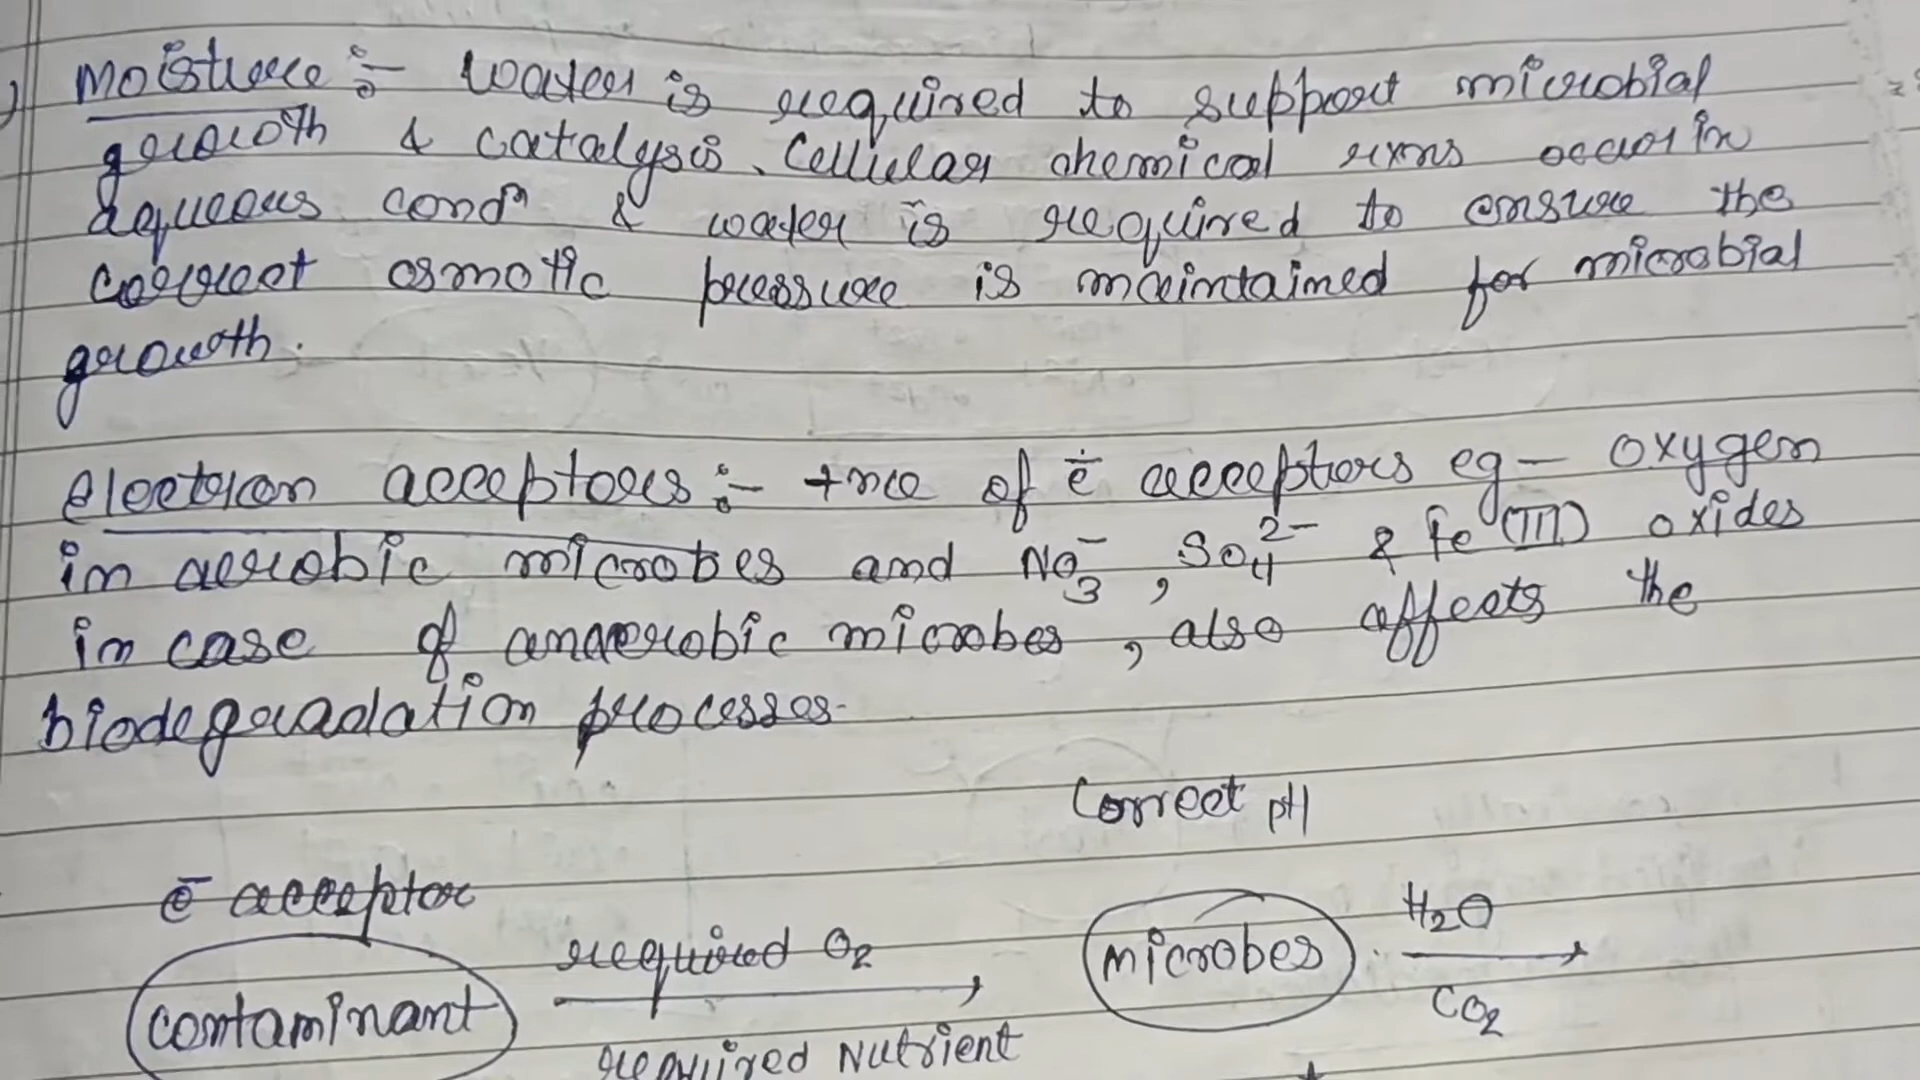 Moisture :- Water is required to support microbial
growth & catalysis. Cellular chemical rxns occur in
aqueous condn & water is required to ensure the
correct osmotic pressure is maintained for microbial
growth.
electron acceptors :- +nce of e- acceptors eg - oxygen
in aerobic microbes and NO3-, SO4 2- & Fe(III) oxides
in case of anaerobic microbes, also affects the
biodegradation processes.
Correct pH
e- acceptor
H2O
required O2
microbes
contaminant
CO2
required Nutrient